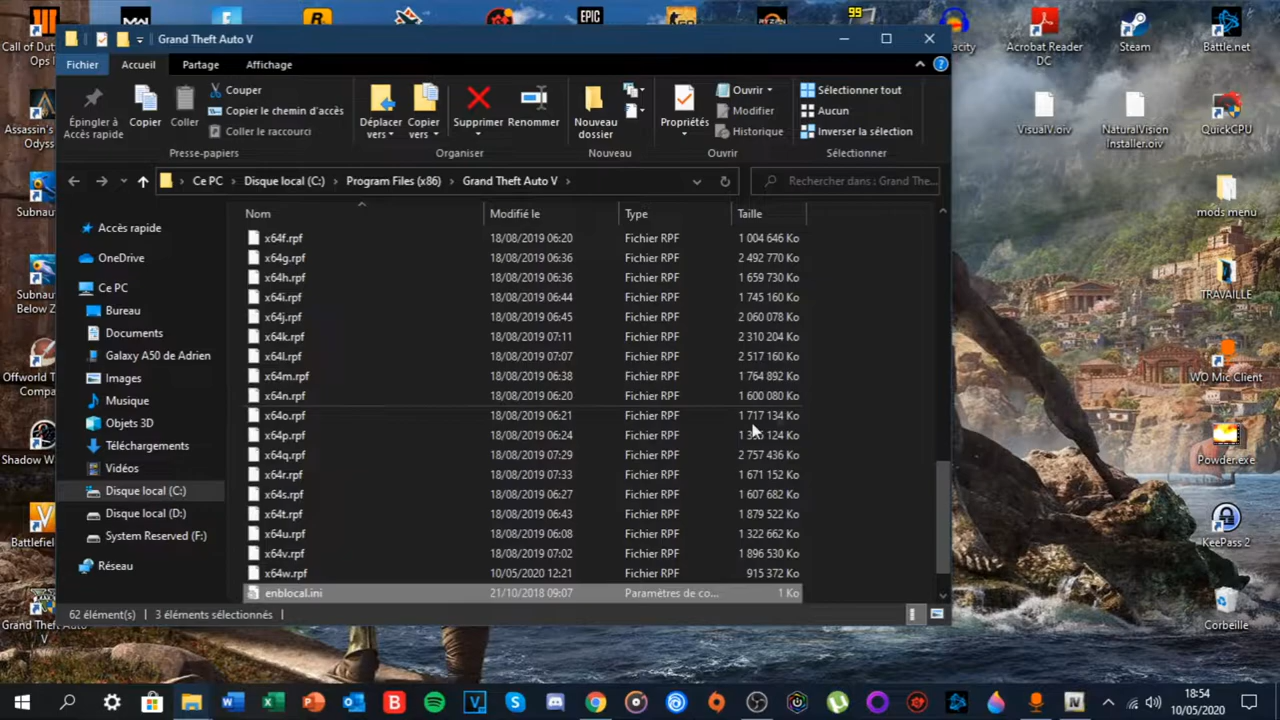 Grand Theft Auto V
Fichier
Accueil
Partage
Affichage
Épingler à
Accès rapide
Copier
Coller
Couper
Copier le chemin d'accès
Coller le raccourci
Presse-papiers
Déplacer
vers
Copier
vers
Supprimer
Renommer
Organiser
Nouveau
dossier
Nouveau
Propriétés
Ouvrir
Modifier
Historique
Ouvrir
Sélectionner tout
Aucun
Inverser la sélection
Sélectionner
Ce PC
Disque local (C:)
Program Files (x86)
Grand Theft Auto V
Rechercher dans : Grand The...
Accès rapide
OneDrive
Ce PC
Bureau
Documents
Galaxy A50 de Adrien
Images
Musique
Objets 3D
Téléchargements
Vidéos
Disque local (C:)
Disque local (D:)
System Reserved (F:)
Réseau
Nom Modifié le Type Taille
x64f.rpf 18/08/2019 06:20 Fichier RPF 1 004 646 Ko
x64g.rpf 18/08/2019 06:36 Fichier RPF 2 492 770 Ko
x64h.rpf 18/08/2019 06:36 Fichier RPF 1 659 730 Ko
x64i.rpf 18/08/2019 06:44 Fichier RPF 1 745 160 Ko
x64j.rpf 18/08/2019 06:45 Fichier RPF 2 060 078 Ko
x64k.rpf 18/08/2019 07:11 Fichier RPF 2 310 204 Ko
x64l.rpf 18/08/2019 07:07 Fichier RPF 2 517 160 Ko
x64m.rpf 18/08/2019 06:38 Fichier RPF 1 764 892 Ko
x64n.rpf 18/08/2019 06:20 Fichier RPF 1 600 080 Ko
x64o.rpf 18/08/2019 06:21 Fichier RPF 1 717 134 Ko
x64p.rpf 18/08/2019 06:24 Fichier RPF 124 Ko
x64q.rpf 18/08/2019 07:29 Fichier RPF 2 757 436 Ko
x64r.rpf 18/08/2019 07:33 Fichier RPF 1 671 152 Ko
x64s.rpf 18/08/2019 06:27 Fichier RPF 1 607 682 Ko
x64t.rpf 18/08/2019 06:43 Fichier RPF 1 879 522 Ko
x64u.rpf 18/08/2019 06:08 Fichier RPF 1 322 662 Ko
x64v.rpf 18/08/2019 07:02 Fichier RPF 1 896 530 Ko
x64w.rpf 10/05/2020 12:21 Fichier RPF 915 372 Ko
enblocal.ini 21/10/2018 09:07 Paramètres de co... 1 Ko
62 élément(s) 3 éléments sélectionnés
Call of Duty
Ops
Assassin's
Odyss
Subnau
Subnau
Below Z
Offworld T
Compa
Shadow W
Battlefiel
Grand Theft Auto
V
EPIC
99
acity
Acrobat Reader
DC
Steam
Battle.net
VisualV.oiv
NaturalVision
Installer.oiv
QuickCPU
mods menu
TRAVAILLE
WO Mic Client
Powder.exe
KeePass 2
Corbeille
18:54
10/05/2020